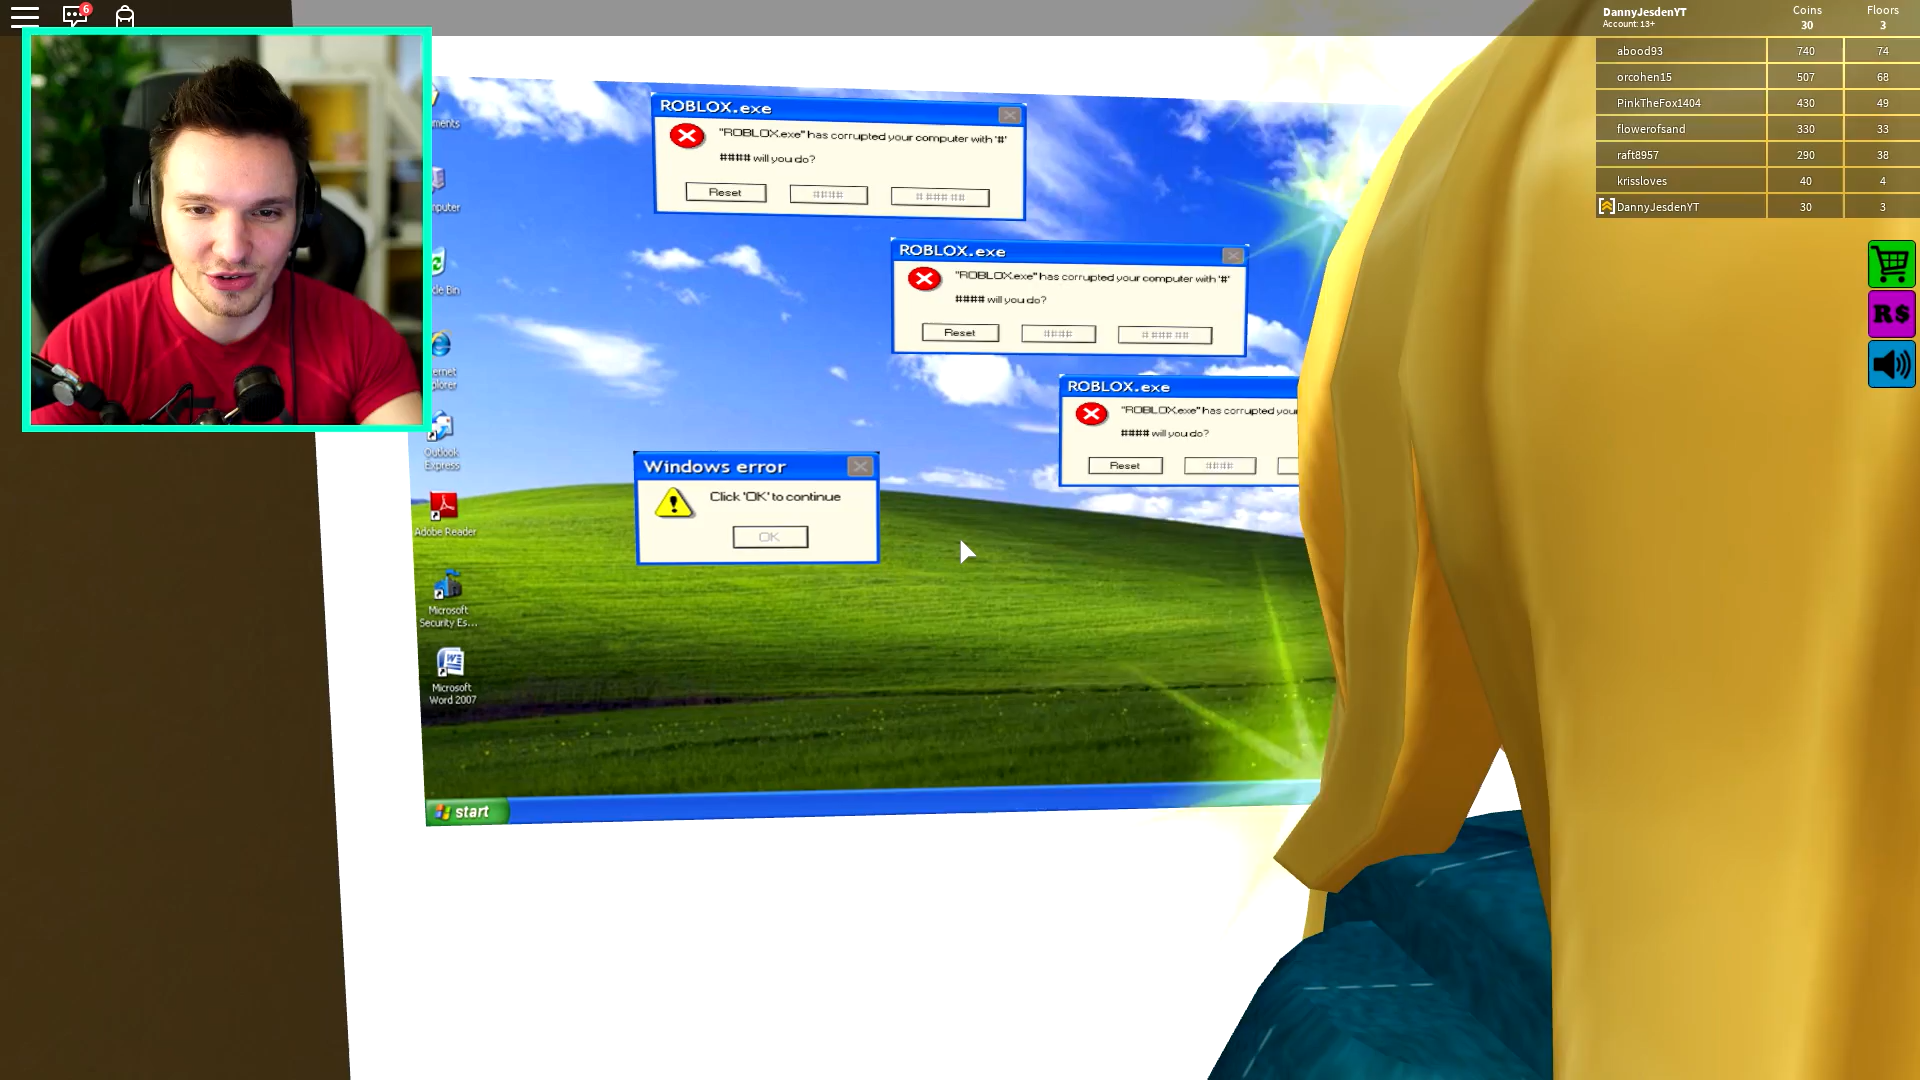 6
DannyJesdenYT
Account: 13+
Coins
30
Floors
3
abood93 740 74
orcohen15 507 68
PinkTheFox1404 430 49
flowerofsand 330 33
raft8957 290 38
krissloves 40 4
DannyJesdenYT 30 3
R$
ROBLOX.exe
"ROBLOX.exe" has corrupted your computer with '#'
#### will you do?
Reset #### ######
ROBLOX.exe
"ROBLOX.exe" has corrupted your computer with '#'
#### will you do?
Reset #### ######
ROBLOX.exe
"ROBLOX.exe" has corrupted your
#### will you do?
Reset ####
Windows error
Click 'OK' to continue
OK
Outlook
Express
Adobe Reader
Microsoft
Security Es...
Microsoft
Word 2007
start